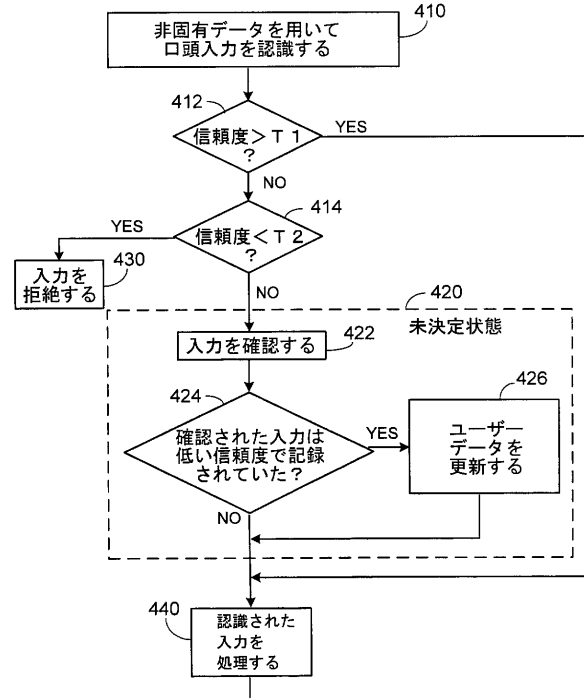 410
非固有データを用いて
口頭入力を認識する
412
信頼度>T1
?
YES
NO
414
信頼度<T2
?
YES
NO
430
入力を
拒絶する
420
未決定状態
422
入力を確認する
424
確認された入力は
低い信頼度で記録
されていた?
YES
NO
426
ユーザー
データを
更新する
440
認識された
入力を
処理する